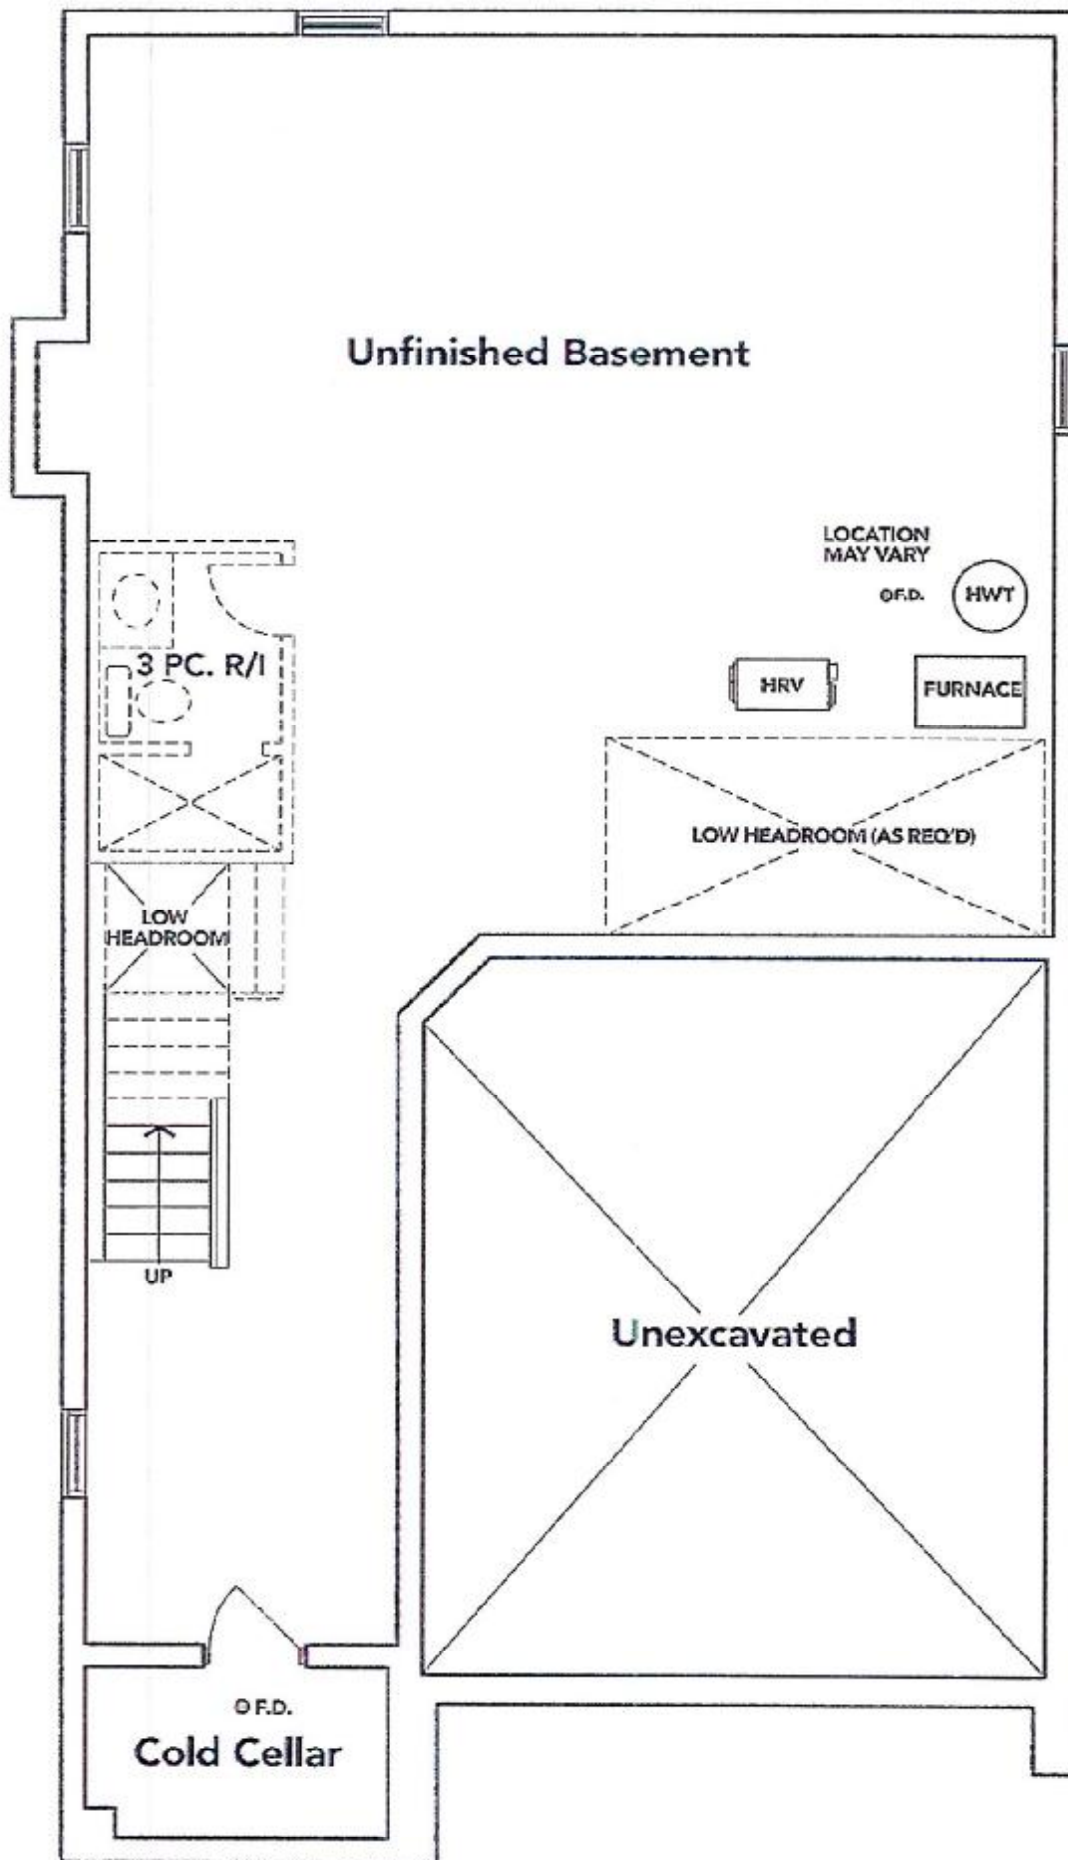 Unfinished Basement
LOCATION
MAY VARY
F.D.
HWT
3 PC. R/I
HRV
FURNACE
LOW HEADROOM (AS REQ'D)
LOW
HEADROOM
UP
Unexcavated
F.D.
Cold Cellar